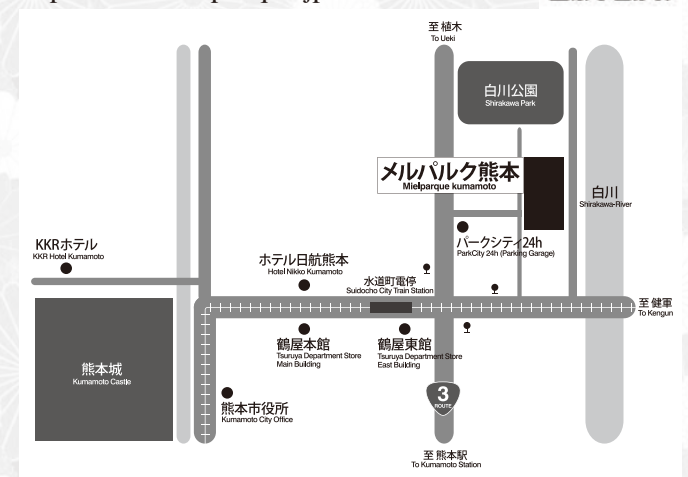 至 植木
To Ueki
白川公園
Shirakawa Park
メルパルク熊本
Mielparque kumamoto
白川
Shirakawa-River
パークシティ24h
ParkCity 24h (Parking Garage)
KKRホテル
KKR Hotel Kumamoto
ホテル日航熊本
Hotel Nikko Kumamoto
水道町電停
Suidocho City Train Station
至 健軍
To Kengun
鶴屋本館
Tsuruya Department Store
Main Building
鶴屋東館
Tsuruya Department Store
East Building
熊本城
Kumamoto Castle
熊本市役所
Kumamoto City Office
3
ROUTE
至 熊本駅
To Kumamoto Station